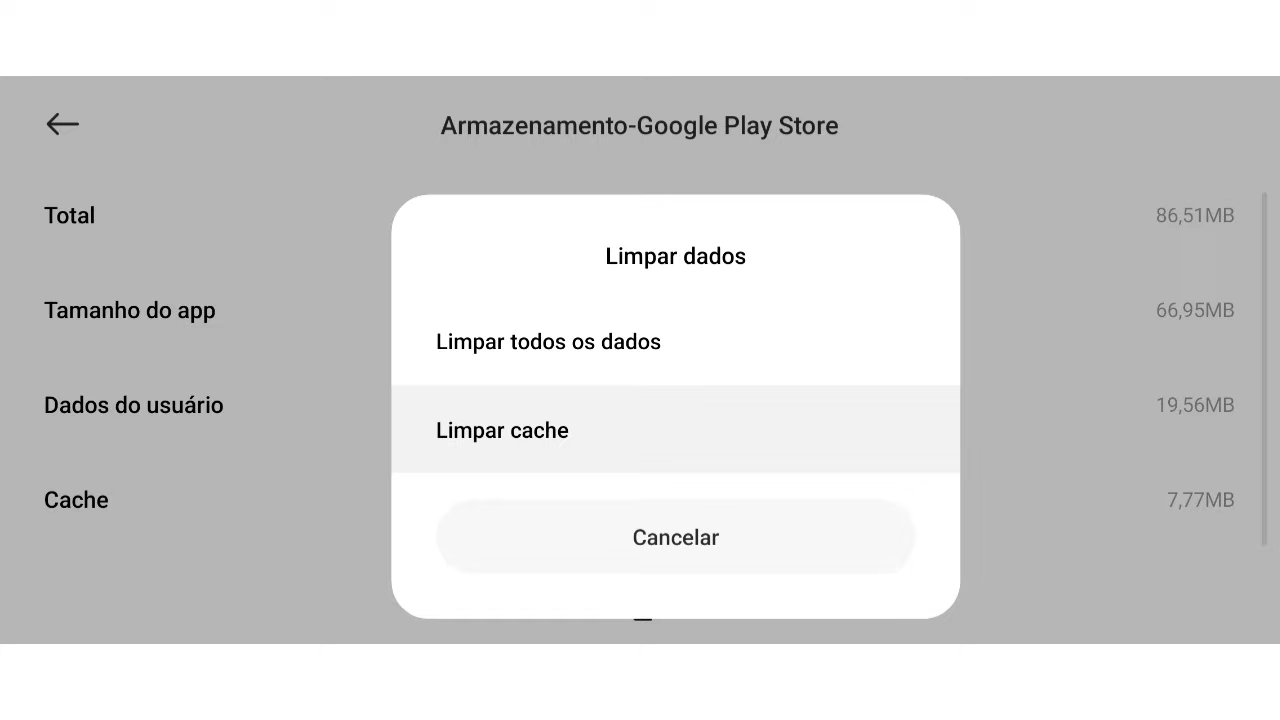 Armazenamento-Google Play Store
Total 86,51MB
Limpar dados
Tamanho do app 66,95MB
Limpar todos os dados
Dados do usuário 19,56MB
Limpar cache
Cache 7,77MB
Cancelar